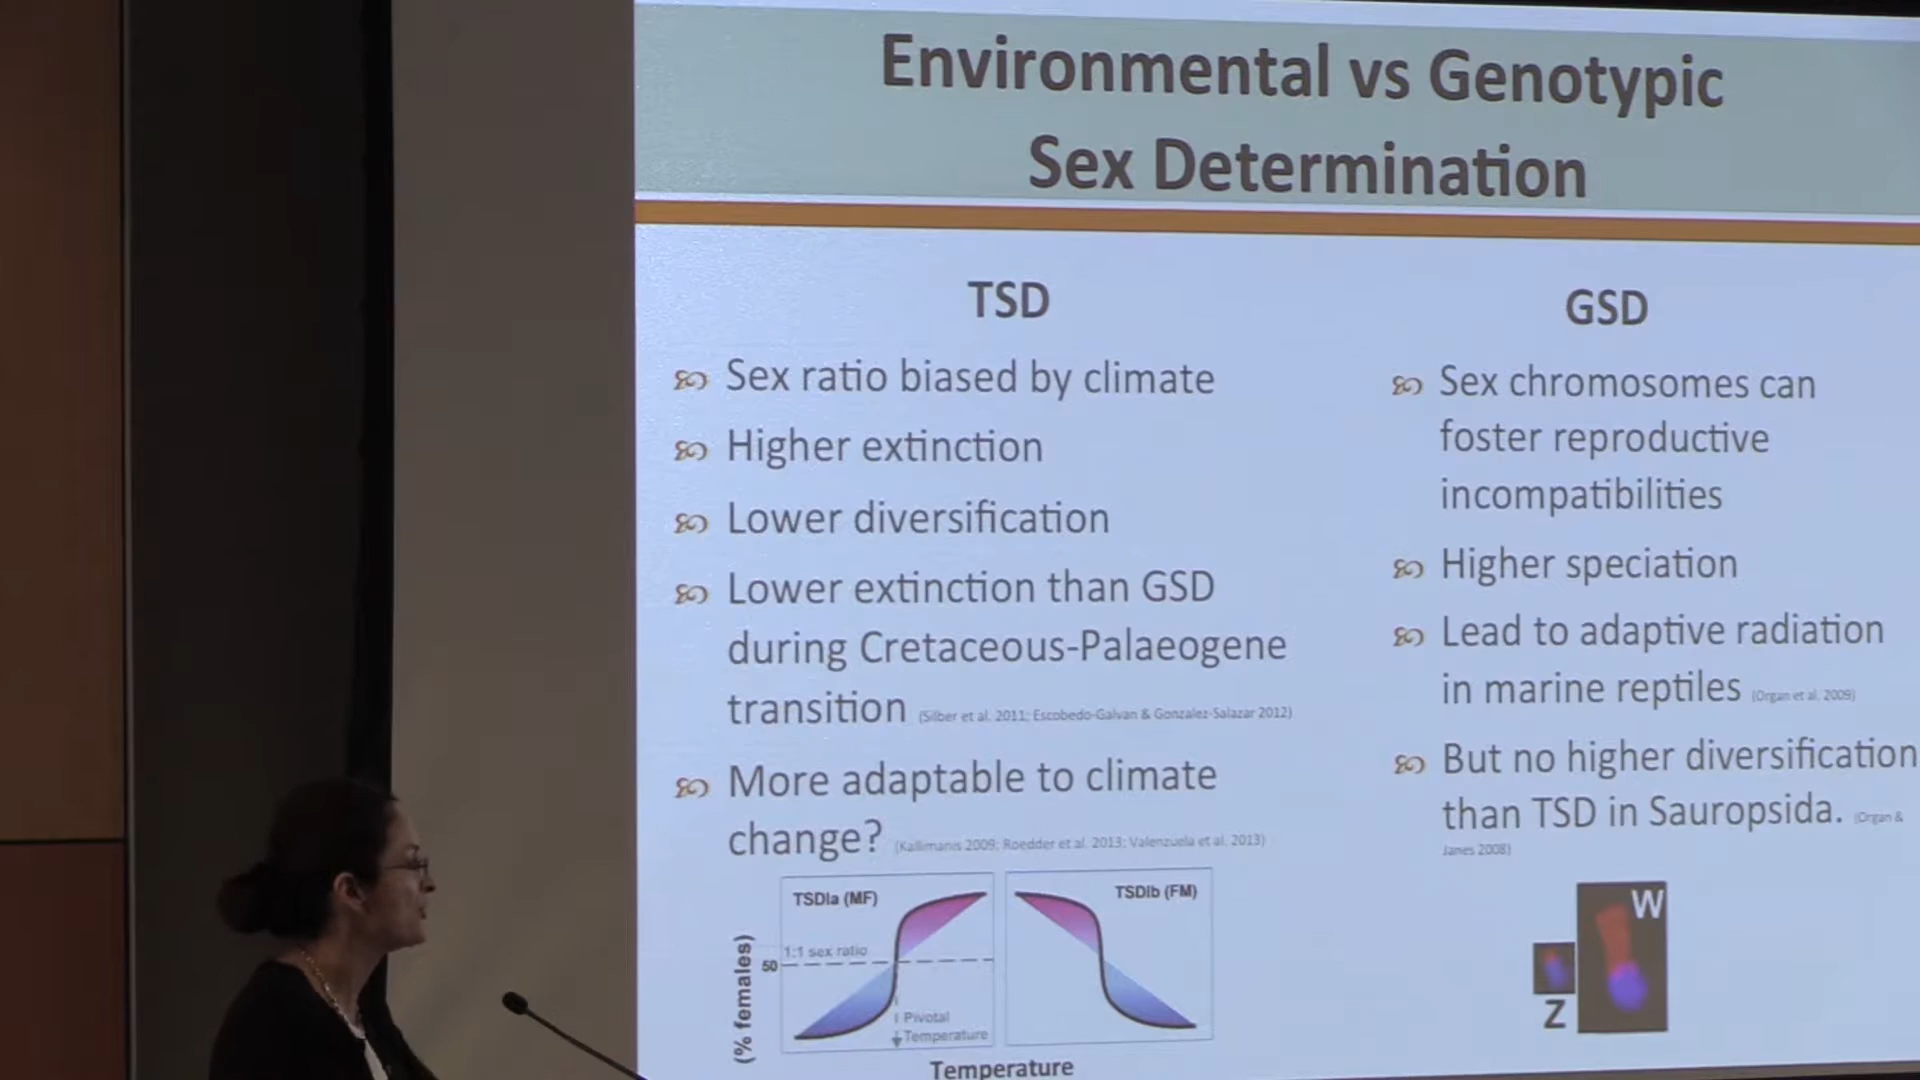 Environmental vs Genotypic
Sex Determination
TSD
Sex ratio biased by climate
Higher extinction
Lower diversification
Lower extinction than GSD
during Cretaceous-Palaeogene
transition (Silber et al. 2011; Escobedo-Galvan & Gonzalez-Salazar 2012)
More adaptable to climate
change? (Kallimanis 2009; Roedder et al. 2013; Valenzuela et al. 2013)
TSDIa (MF)
1:1 sex ratio
50
Pivotal
Temperature
(% females)
TSDIb (FM)
Temperature
GSD
Sex chromosomes can
foster reproductive
incompatibilities
Higher speciation
Lead to adaptive radiation
in marine reptiles (Organ et al. 2009)
But no higher diversification
than TSD in Sauropsida. (Organ &
Janes 2008)
W
Z